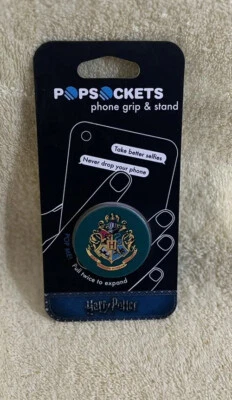 POPSOCKETS
phone grip & stand
Take better selfies
Never drop your phone
Pull twice to expand
Harry Potter